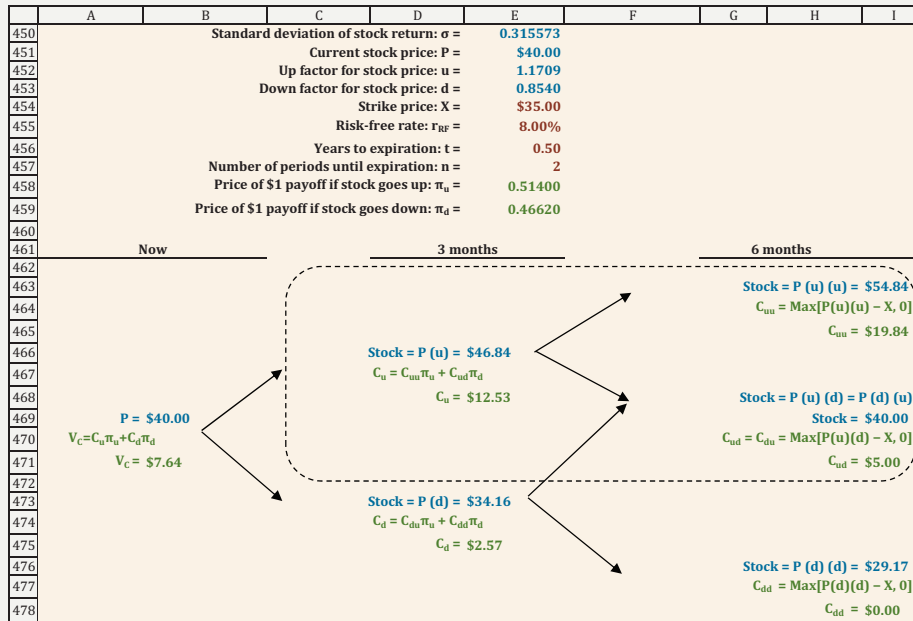 A B C D E F G H I
450 Standard deviation of stock return: σ = 0.315573
451 Current stock price: P = $40.00
452 Up factor for stock price: u = 1.1709
453 Down factor for stock price: d = 0.8540
454 Strike price: X = $35.00
455 Risk-free rate: rRF = 8.00%
456 Years to expiration: t = 0.50
457 Number of periods until expiration: n = 2
458 Price of $1 payoff if stock goes up: πu = 0.51400
459 Price of $1 payoff if stock goes down: πd = 0.46620
460
461 Now 3 months 6 months
462
463 Stock = P (u) (u) = $54.84
464 Cuu = Max[P(u)(u) − X, 0]
465 Cuu = $19.84
466 Stock = P (u) = $46.84
467 Cu = Cuuπu + Cudπd
468 Cu = $12.53 Stock = P (u) (d) = P (d) (u)
469 P = $40.00 Stock = $40.00
470 VC=Cuπu+Cdπd Cud = Cdu = Max[P(u)(d) − X, 0]
471 VC = $7.64 Cud = $5.00
472
473 Stock = P (d) = $34.16
474 Cd = Cduπu + Cddπd
475 Cd = $2.57
476 Stock = P (d) (d) = $29.17
477 Cdd = Max[P(d)(d) − X, 0]
478 Cdd = $0.00